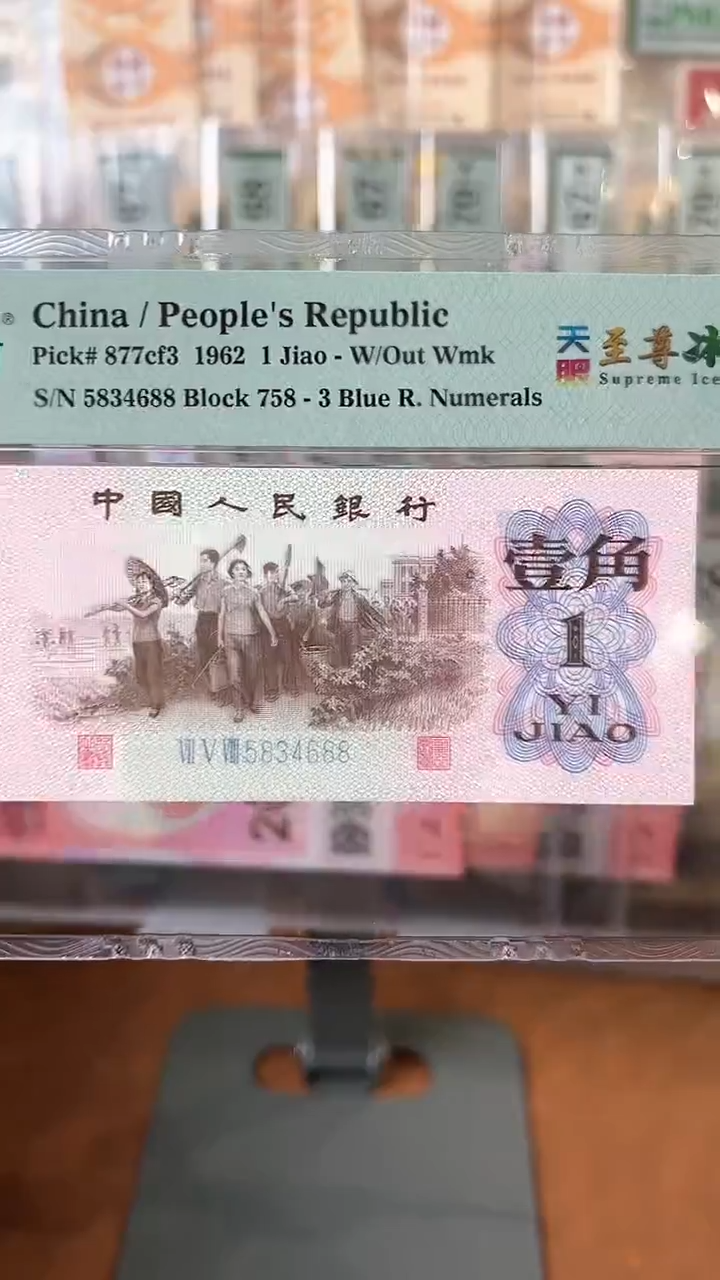 China / People's Republic
Pick# 877cf3 1962 1 Jiao - W/Out Wmk
S/N 5834688 Block 758 - 3 Blue R. Numerals
至尊冰
Supreme Ice
中國人民銀行
壹角
1
YI
JIAO
Ⅶ Ⅴ Ⅷ 5834688